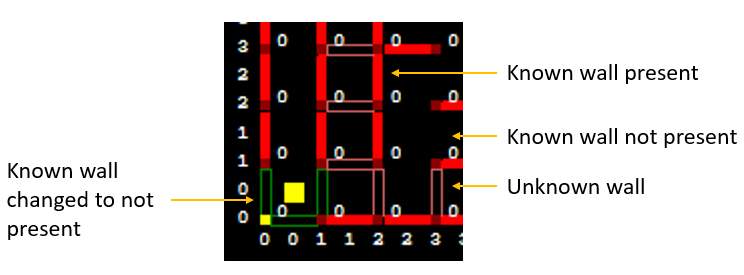 3 0 0 0 0
2
Known wall present
2 0 0 0 0
1
Known wall not present
1 0 0 0 0
Known wall
changed to not
present
0
Unknown wall
0 0 0 0 0
0 0 1 1 2 2 3